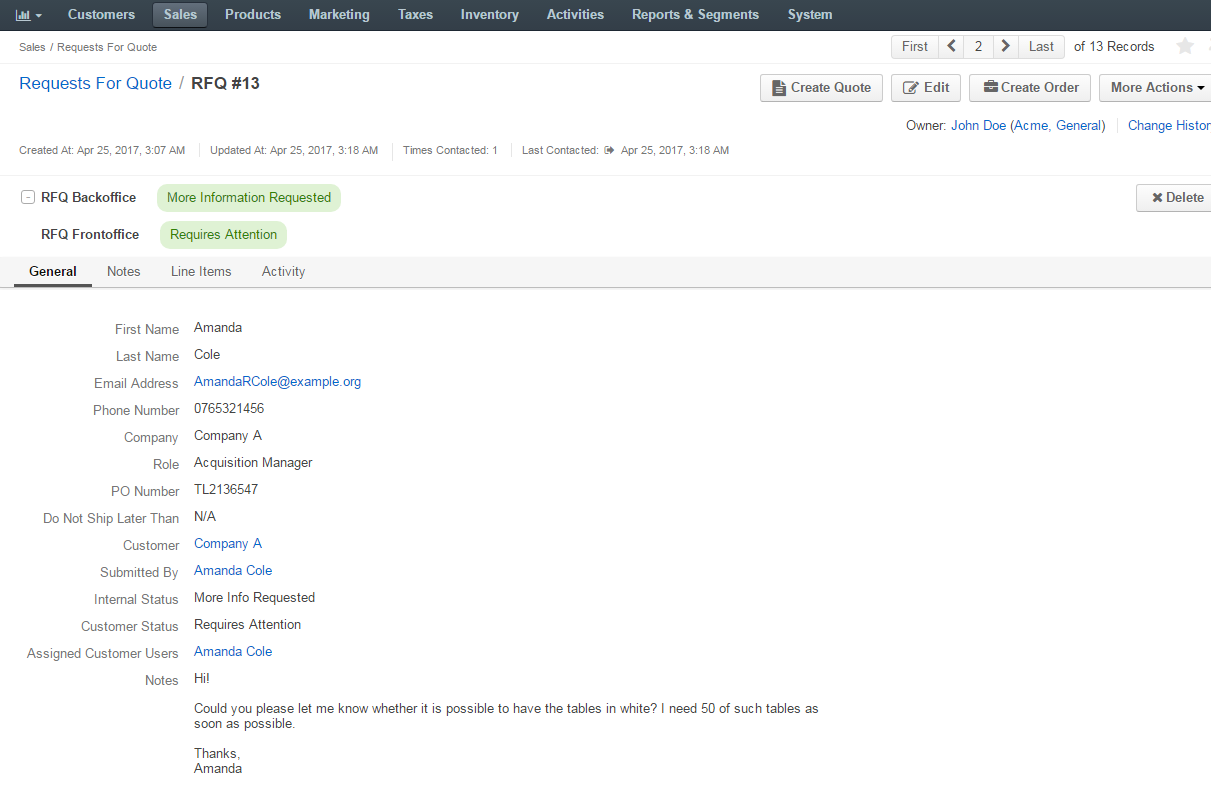 Customers Sales Products Marketing Taxes Inventory Activities Reports & Segments System
Sales / Requests For Quote First 2 Last of 13 Records
Requests For Quote / RFQ #13 Create Quote Edit Create Order More Actions
Owner: John Doe (Acme, General) Change Histor
Created At: Apr 25, 2017, 3:07 AM Updated At: Apr 25, 2017, 3:18 AM Times Contacted: 1 Last Contacted: Apr 25, 2017, 3:18 AM
RFQ Backoffice More Information Requested Delete
RFQ Frontoffice Requires Attention
General Notes Line Items Activity
First Name Amanda
Last Name Cole
Email Address AmandaRCole@example.org
Phone Number 0765321456
Company Company A
Role Acquisition Manager
PO Number TL2136547
Do Not Ship Later Than N/A
Customer Company A
Submitted By Amanda Cole
Internal Status More Info Requested
Customer Status Requires Attention
Assigned Customer Users Amanda Cole
Notes Hi!
Could you please let me know whether it is possible to have the tables in white? I need 50 of such tables as
soon as possible.
Thanks,
Amanda